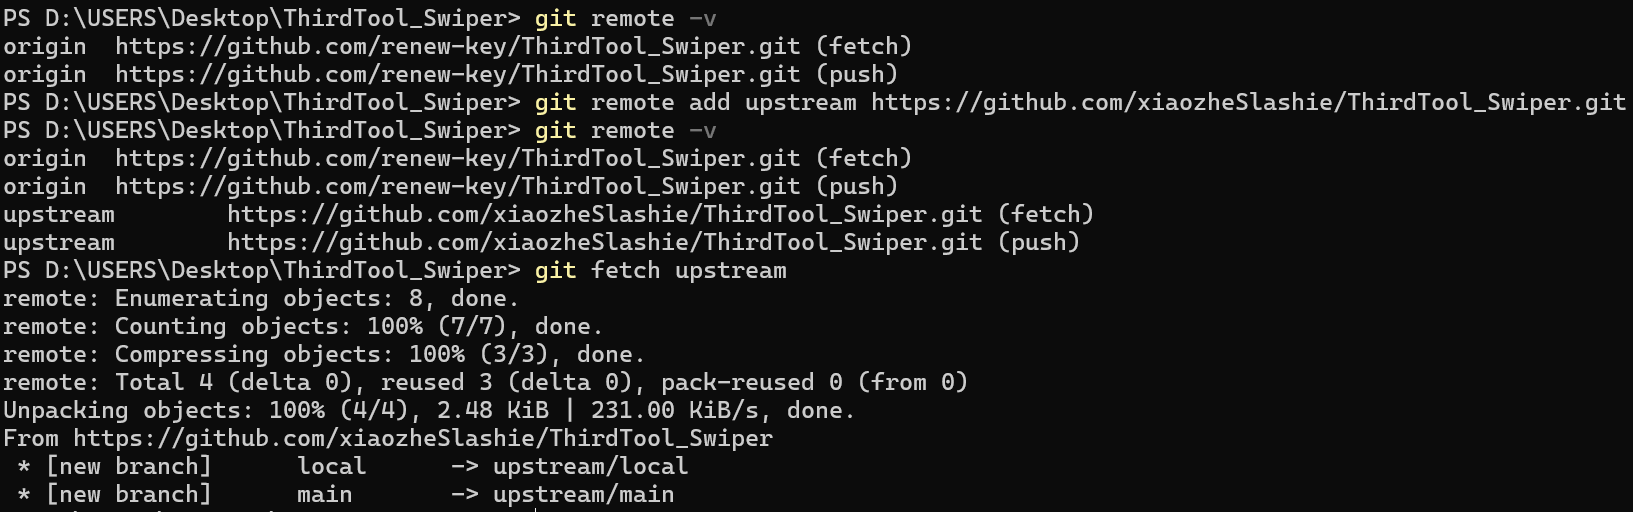 PS D:\USERS\Desktop\ThirdTool_Swiper> git remote -v
origin  https://github.com/renew-key/ThirdTool_Swiper.git (fetch)
origin  https://github.com/renew-key/ThirdTool_Swiper.git (push)
PS D:\USERS\Desktop\ThirdTool_Swiper> git remote add upstream https://github.com/xiaozheSlashie/ThirdTool_Swiper.git
PS D:\USERS\Desktop\ThirdTool_Swiper> git remote -v
origin  https://github.com/renew-key/ThirdTool_Swiper.git (fetch)
origin  https://github.com/renew-key/ThirdTool_Swiper.git (push)
upstream        https://github.com/xiaozheSlashie/ThirdTool_Swiper.git (fetch)
upstream        https://github.com/xiaozheSlashie/ThirdTool_Swiper.git (push)
PS D:\USERS\Desktop\ThirdTool_Swiper> git fetch upstream
remote: Enumerating objects: 8, done.
remote: Counting objects: 100% (7/7), done.
remote: Compressing objects: 100% (3/3), done.
remote: Total 4 (delta 0), reused 3 (delta 0), pack-reused 0 (from 0)
Unpacking objects: 100% (4/4), 2.48 KiB | 231.00 KiB/s, done.
From https://github.com/xiaozheSlashie/ThirdTool_Swiper
 * [new branch]      local      -> upstream/local
 * [new branch]      main       -> upstream/main